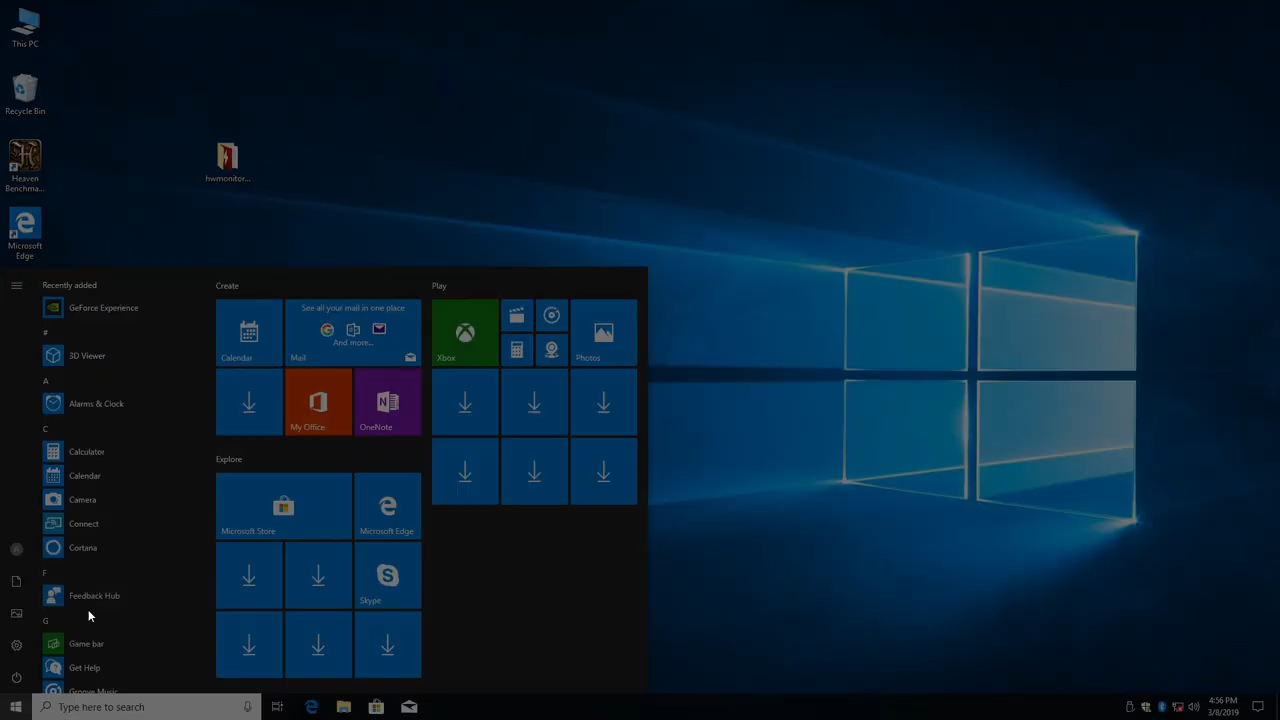 This PC
Recycle Bin
Heaven
Benchma...
Microsoft
Edge
hwmonitor...
Recently added
GeForce Experience
#
3D Viewer
A
Alarms & Clock
C
Calculator
Calendar
Camera
Connect
Cortana
F
Feedback Hub
G
Game bar
Get Help
Groove Music
Create
Calendar
See all your mail in one place
And more...
Mail
My Office
OneNote
Explore
Microsoft Store
Microsoft Edge
Skype
Play
Xbox
Photos
Type here to search
4:56 PM
3/8/2019